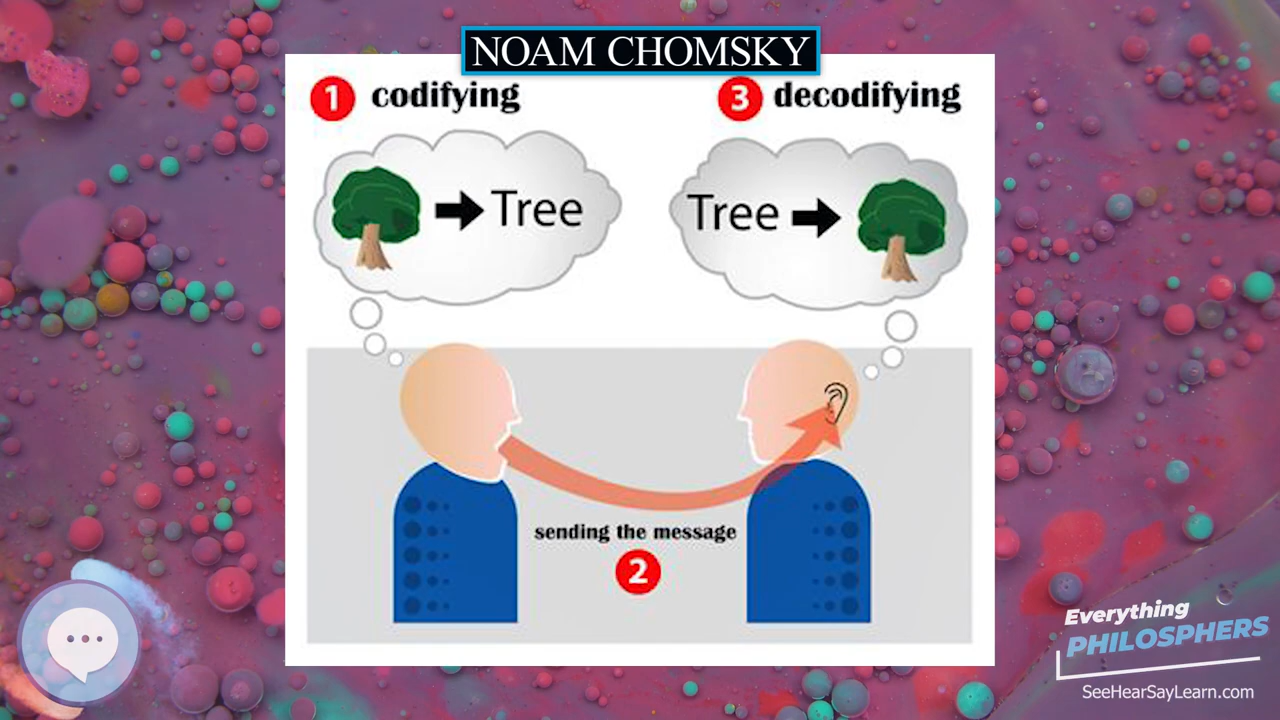 NOAM CHOMSKY
1 codifying
3 decodifying
Tree
Tree
sending the message
2
Everything
PHILOSPHERS
SeeHearSayLearn.com